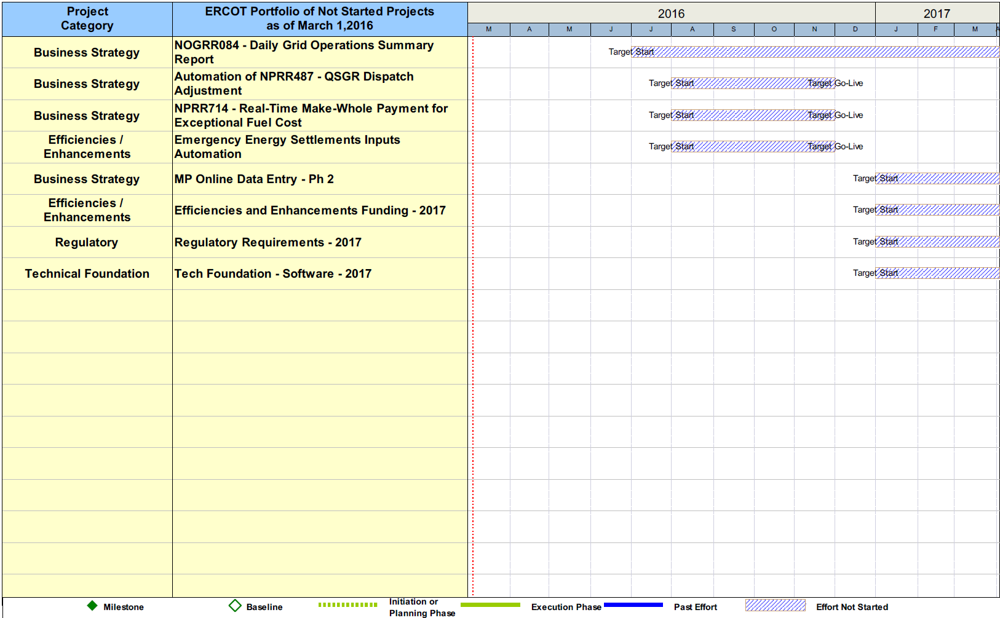 Project
Category
ERCOT Portfolio of Not Started Projects
as of March 1,2016
2016
2017
M A M J J A S O N D J F M A
Business Strategy
NOGRR084 - Daily Grid Operations Summary
Report
Target Start
Business Strategy
Automation of NPRR487 - QSGR Dispatch
Adjustment
Target Start
Target Go-Live
Business Strategy
NPRR714 - Real-Time Make-Whole Payment for
Exceptional Fuel Cost
Target Start
Target Go-Live
Efficiencies /
Enhancements
Emergency Energy Settlements Inputs
Automation
Target Start
Target Go-Live
Business Strategy
MP Online Data Entry - Ph 2
Target Start
Efficiencies /
Enhancements
Efficiencies and Enhancements Funding - 2017
Target Start
Regulatory
Regulatory Requirements - 2017
Target Start
Technical Foundation
Tech Foundation - Software - 2017
Target Start
Milestone
Baseline
Initiation or
Planning Phase
Execution Phase
Past Effort
Effort Not Started